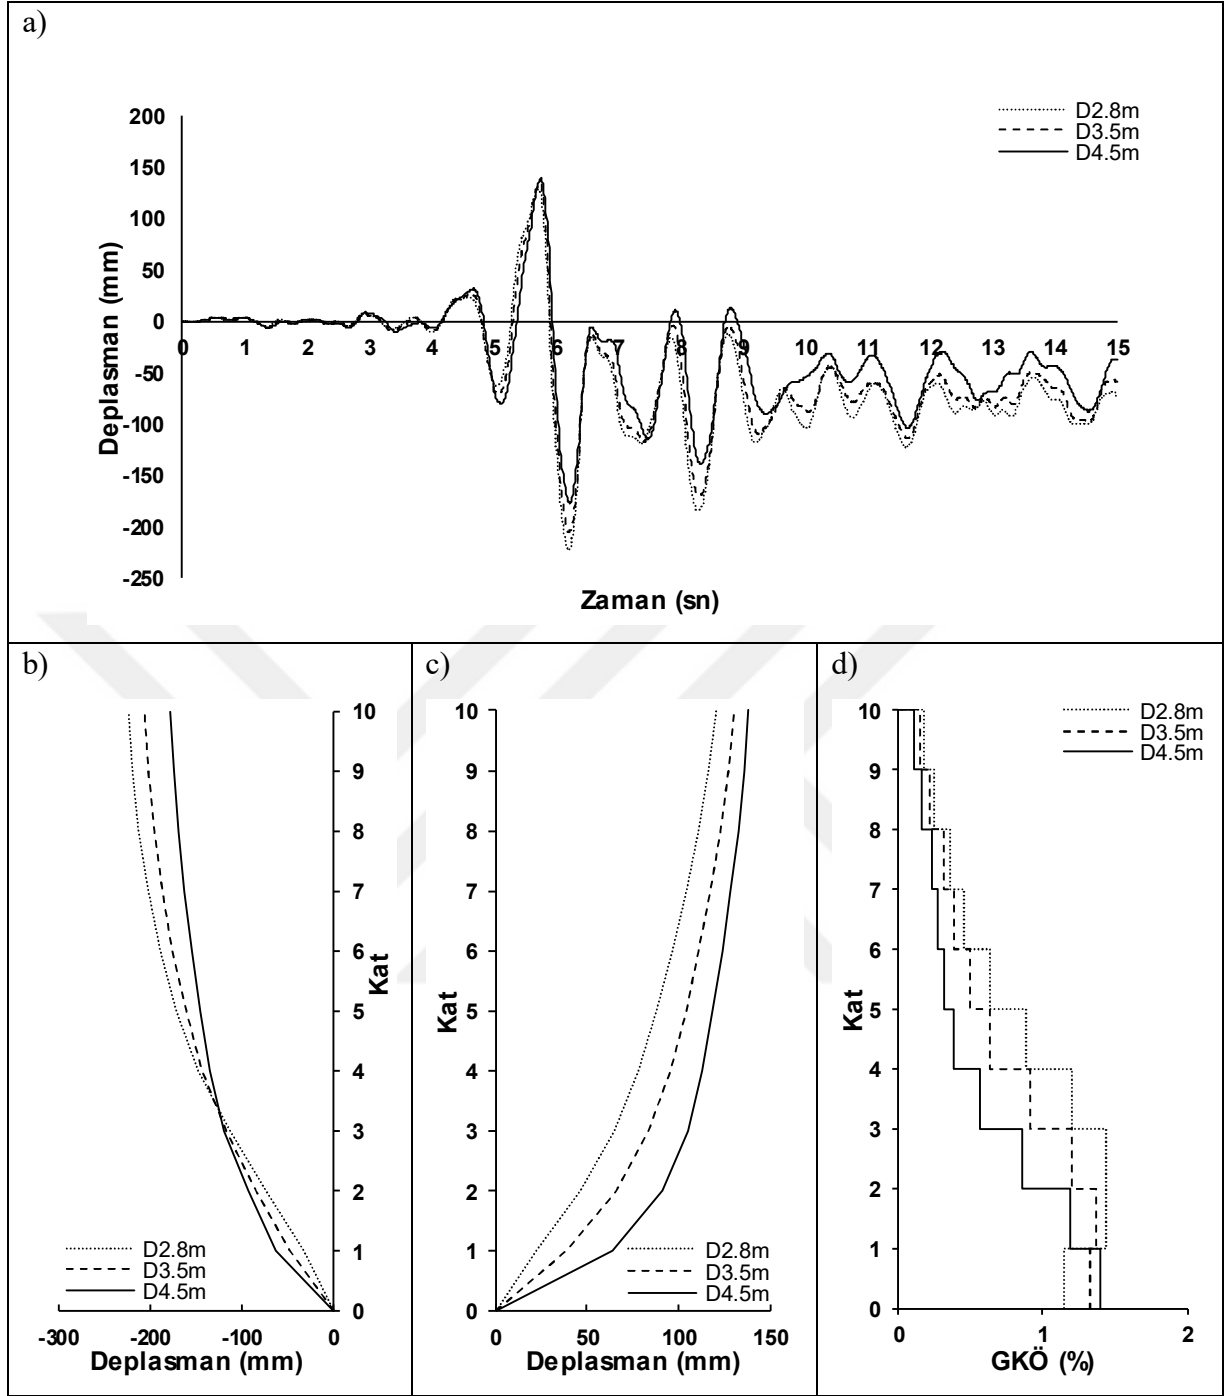 a)
200
150
100
50
0
-50
-100
-150
-200
-250
Deplasman (mm)
0 1 2 3 4 5 6 7 8 9 10 11 12 13 14 15
Zaman (sn)
D2.8m
D3.5m
D4.5m
b)
10
9
8
7
6
5
4
3
2
1
0
Kat
D2.8m
D3.5m
D4.5m
-300 -200 -100 0
Deplasman (mm)
c)
10
9
8
7
6
5
4
3
2
1
0
Kat
D2.8m
D3.5m
D4.5m
0 50 100 150
Deplasman (mm)
d)
10
9
8
7
6
5
4
3
2
1
0
Kat
D2.8m
D3.5m
D4.5m
0 1 2
GKÖ (%)